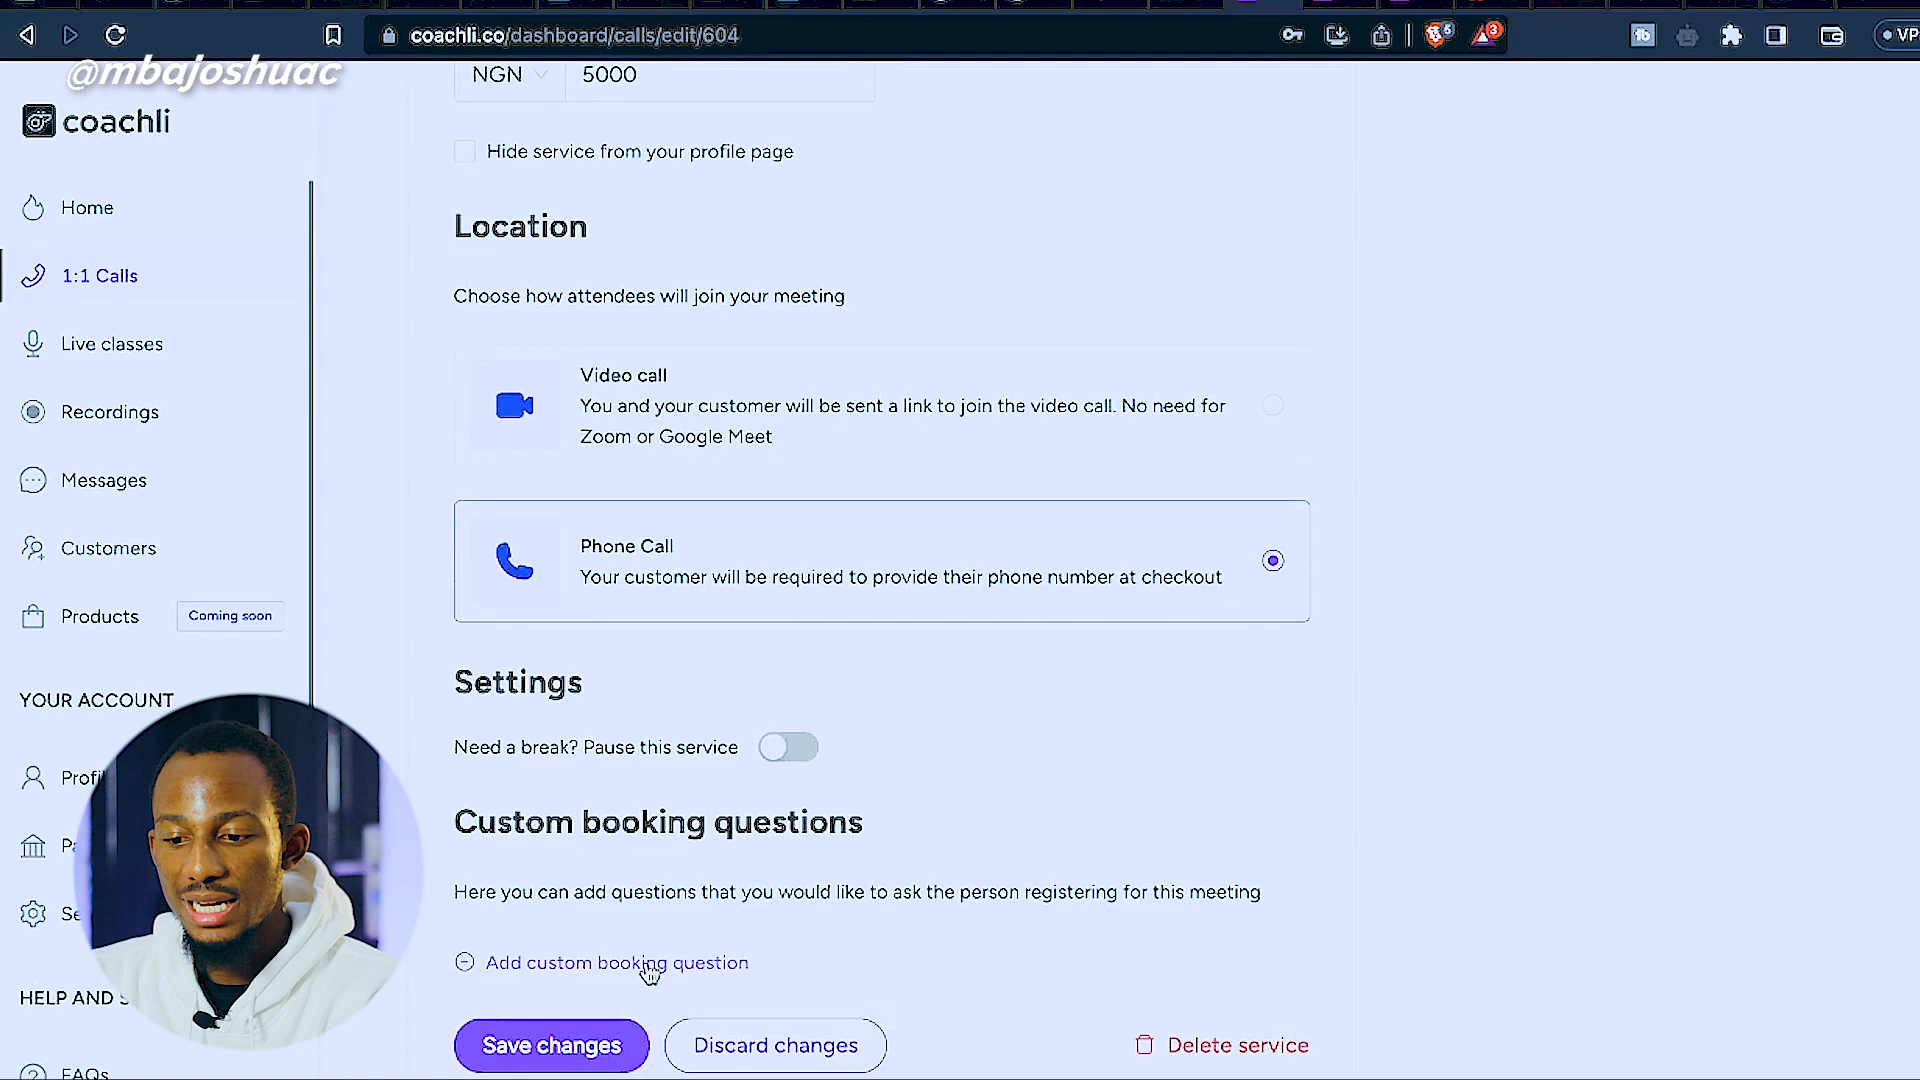 coachli.co/dashboard/calls/edit/604
5
3
VP
@mbajoshuac
coachli
Home
1:1 Calls
Live classes
Recordings
Messages
Customers
Products
Coming soon
YOUR ACCOUNT
HELP AND
FAQs
NGN 5000
Hide service from your profile page
Location
Choose how attendees will join your meeting
Video call
You and your customer will be sent a link to join the video call. No need for
Zoom or Google Meet
Phone Call
Your customer will be required to provide their phone number at checkout
Settings
Need a break? Pause this service
Custom booking questions
Here you can add questions that you would like to ask the person registering for this meeting
Add custom booking question
Save changes
Discard changes
Delete service